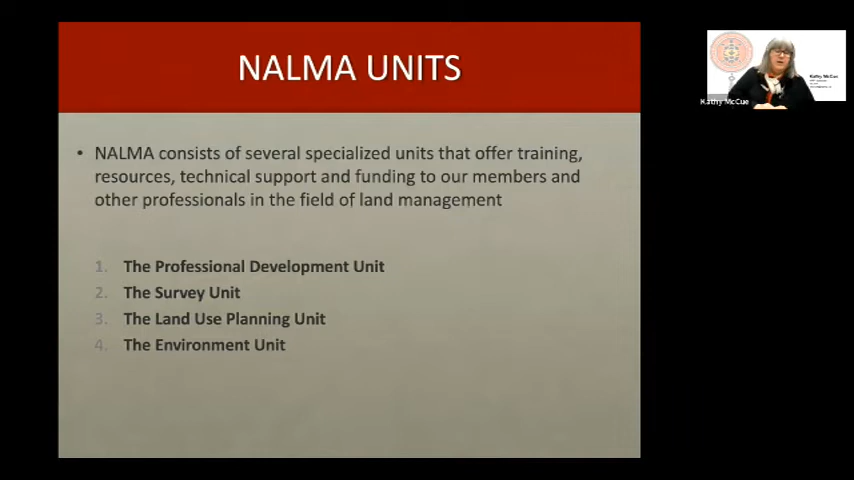 NALMA UNITS
• NALMA consists of several specialized units that offer training,
resources, technical support and funding to our members and
other professionals in the field of land management
1. The Professional Development Unit
2. The Survey Unit
3. The Land Use Planning Unit
4. The Environment Unit
Kathy McCue
Kathy McCue